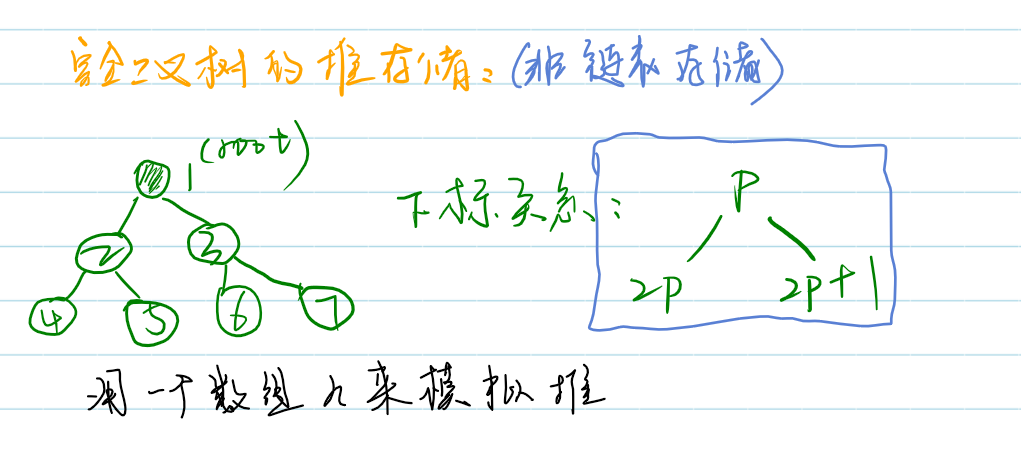 完全二叉树的堆存储:(非链表存储)
1(root)
下标关系:
P
2 3
2P 2P+1
4 5 6 7
用一个数组h来模拟堆